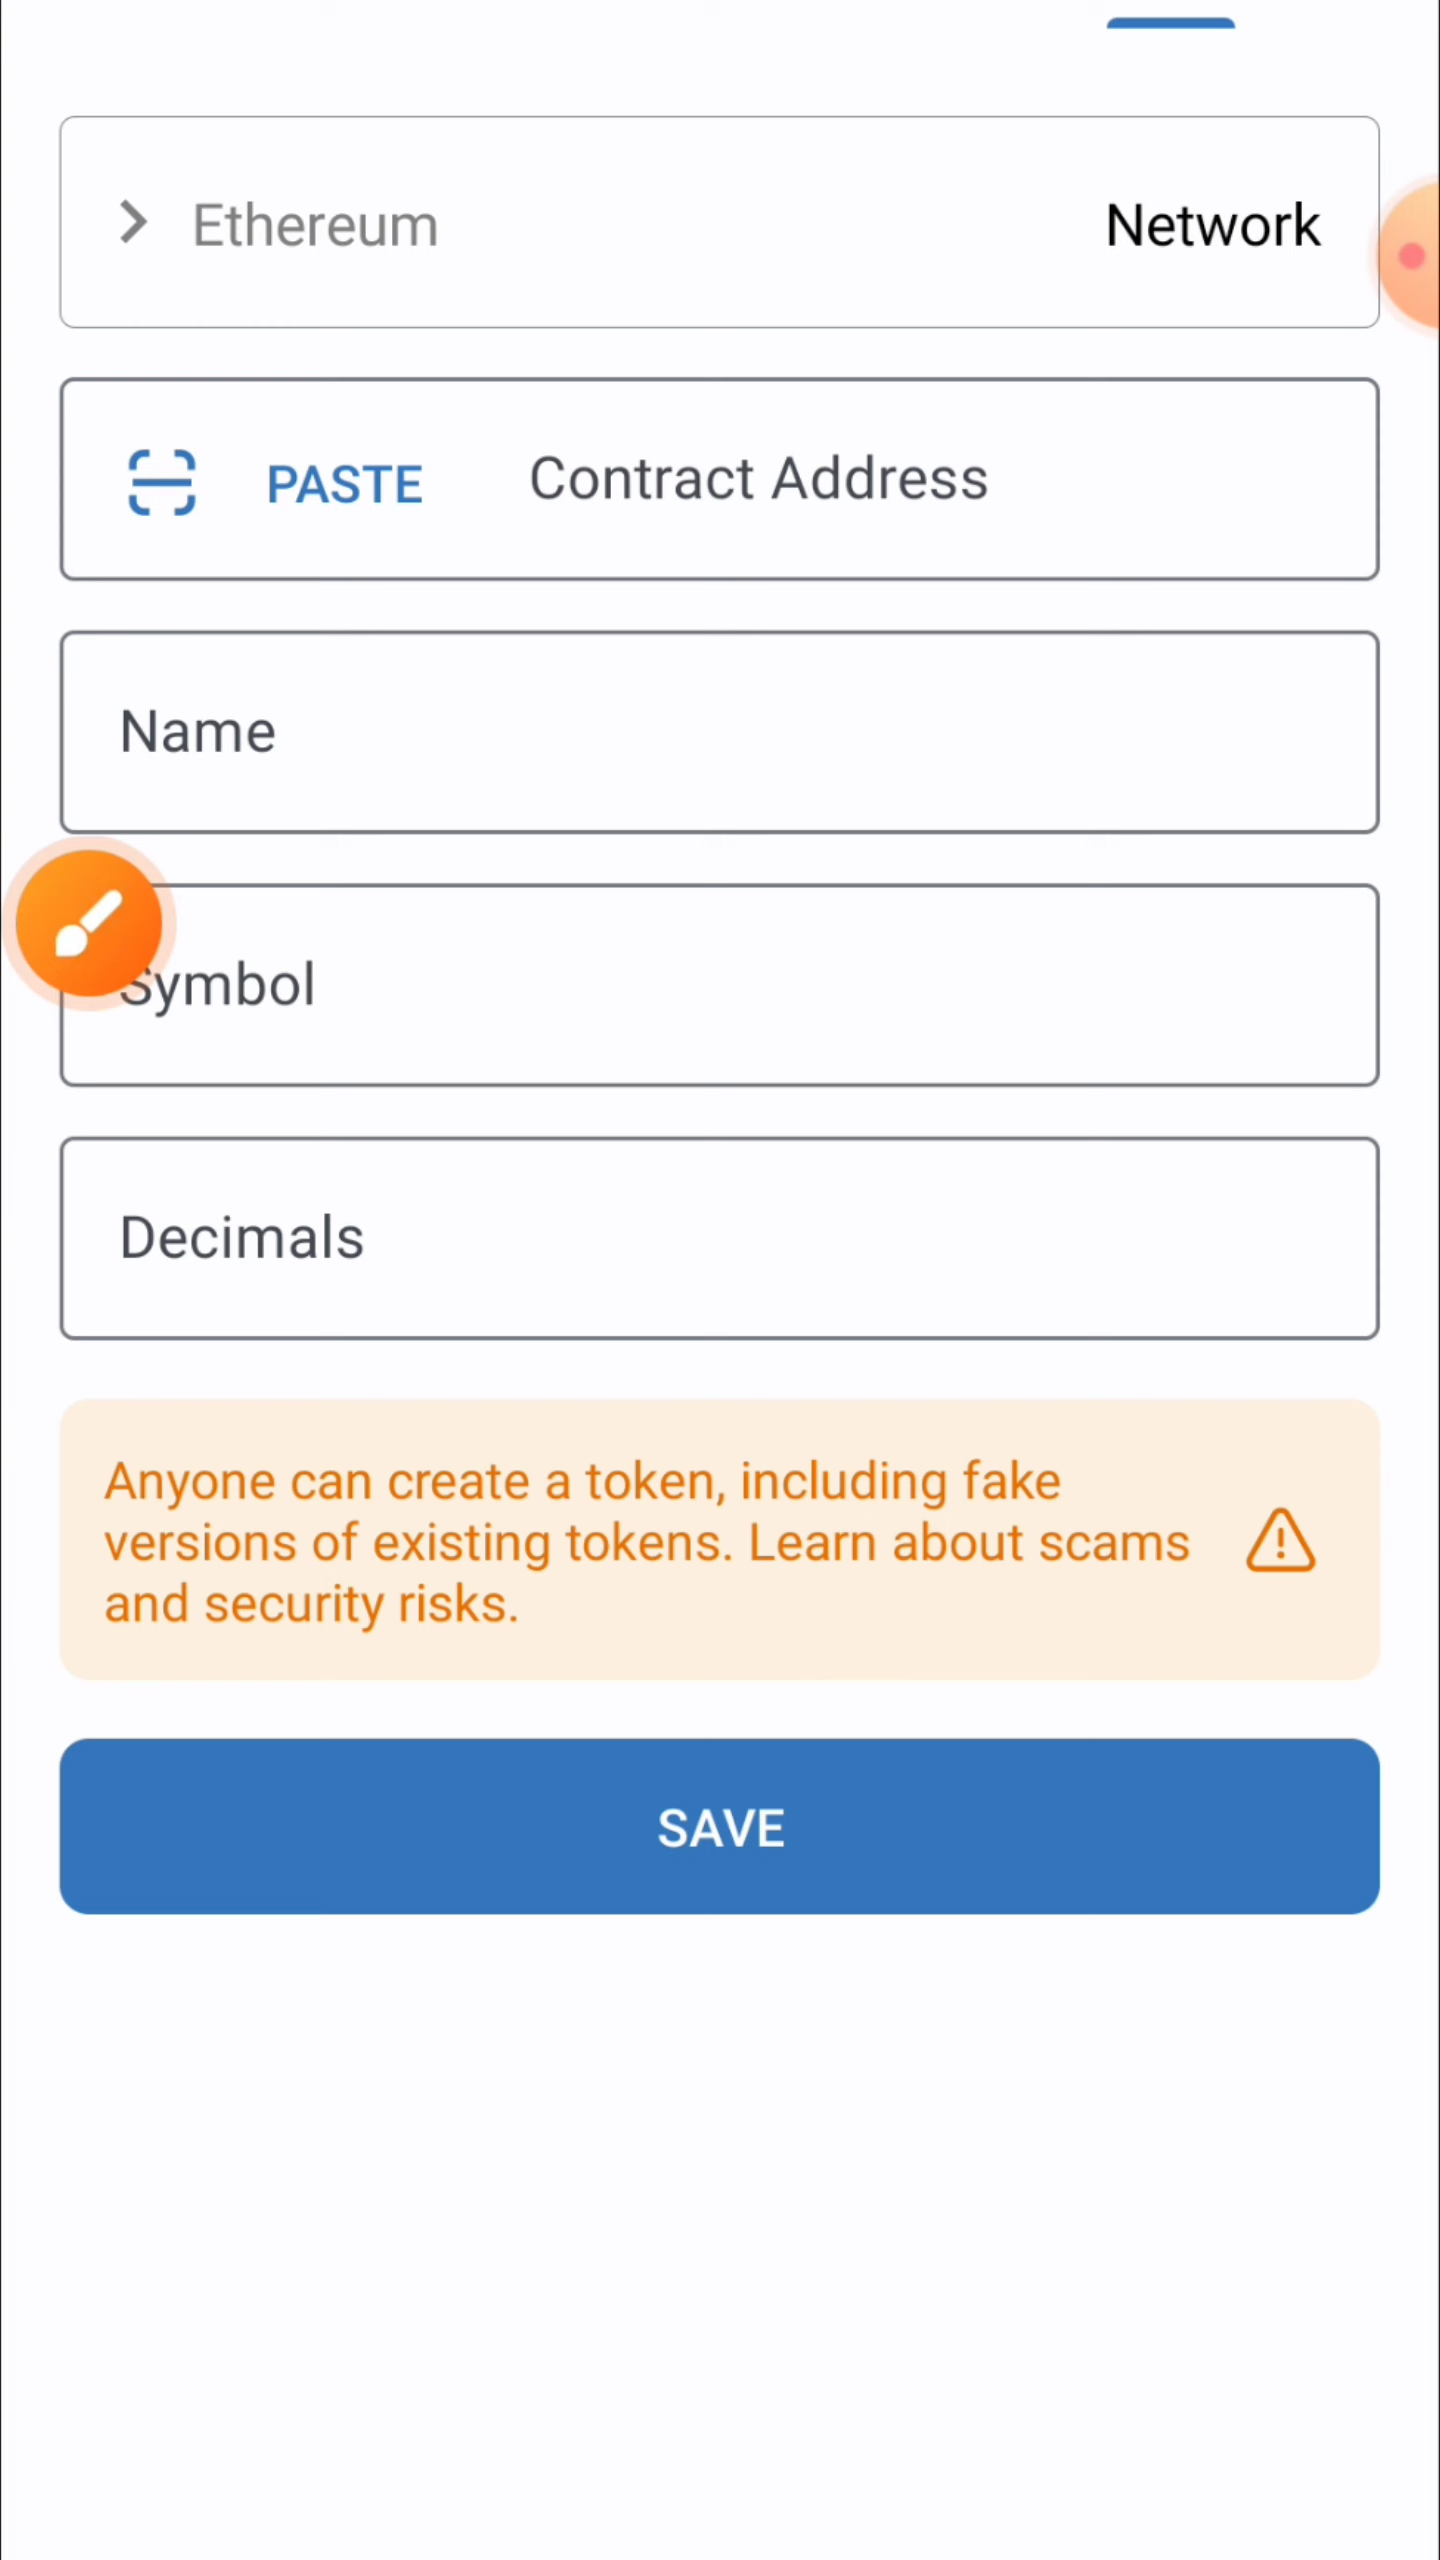 Ethereum Network
PASTE Contract Address
Name
Symbol
Decimals
Anyone can create a token, including fake
versions of existing tokens. Learn about scams
and security risks.
SAVE